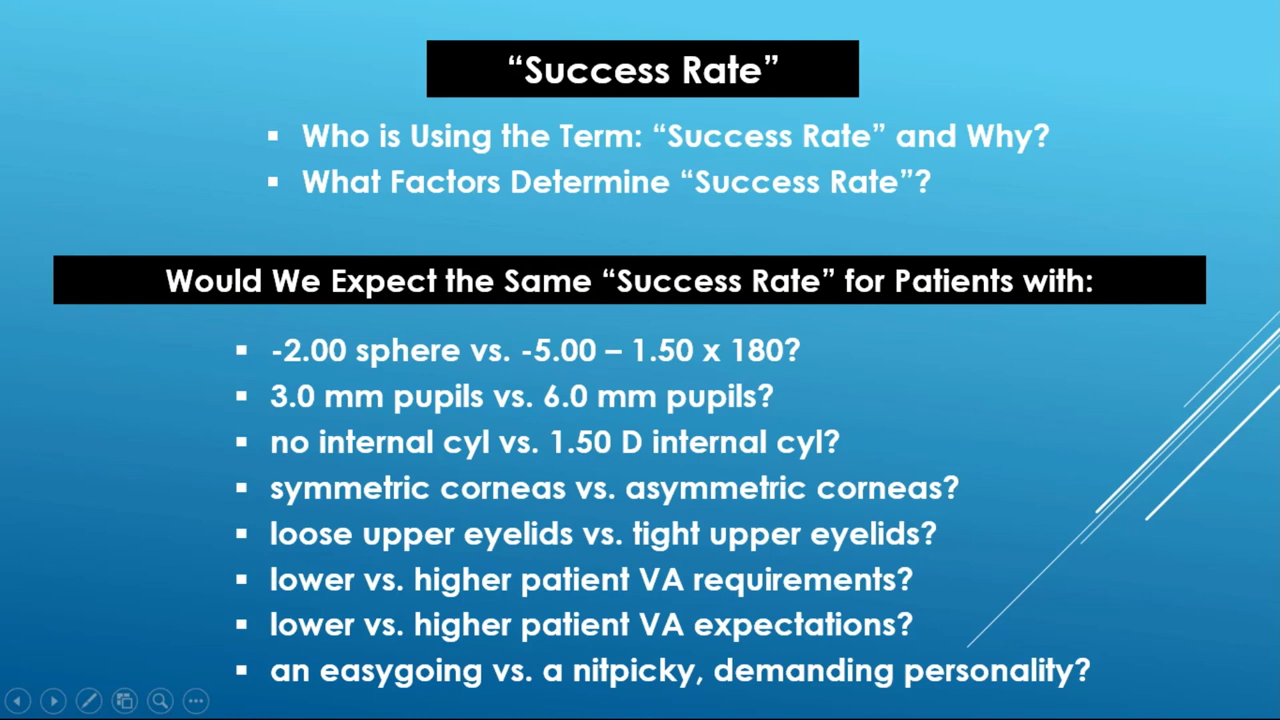 “Success Rate”
▪ Who is Using the Term: “Success Rate” and Why?
▪ What Factors Determine “Success Rate”?
Would We Expect the Same “Success Rate” for Patients with:
▪ -2.00 sphere vs. -5.00 – 1.50 x 180?
▪ 3.0 mm pupils vs. 6.0 mm pupils?
▪ no internal cyl vs. 1.50 D internal cyl?
▪ symmetric corneas vs. asymmetric corneas?
▪ loose upper eyelids vs. tight upper eyelids?
▪ lower vs. higher patient VA requirements?
▪ lower vs. higher patient VA expectations?
▪ an easygoing vs. a nitpicky, demanding personality?